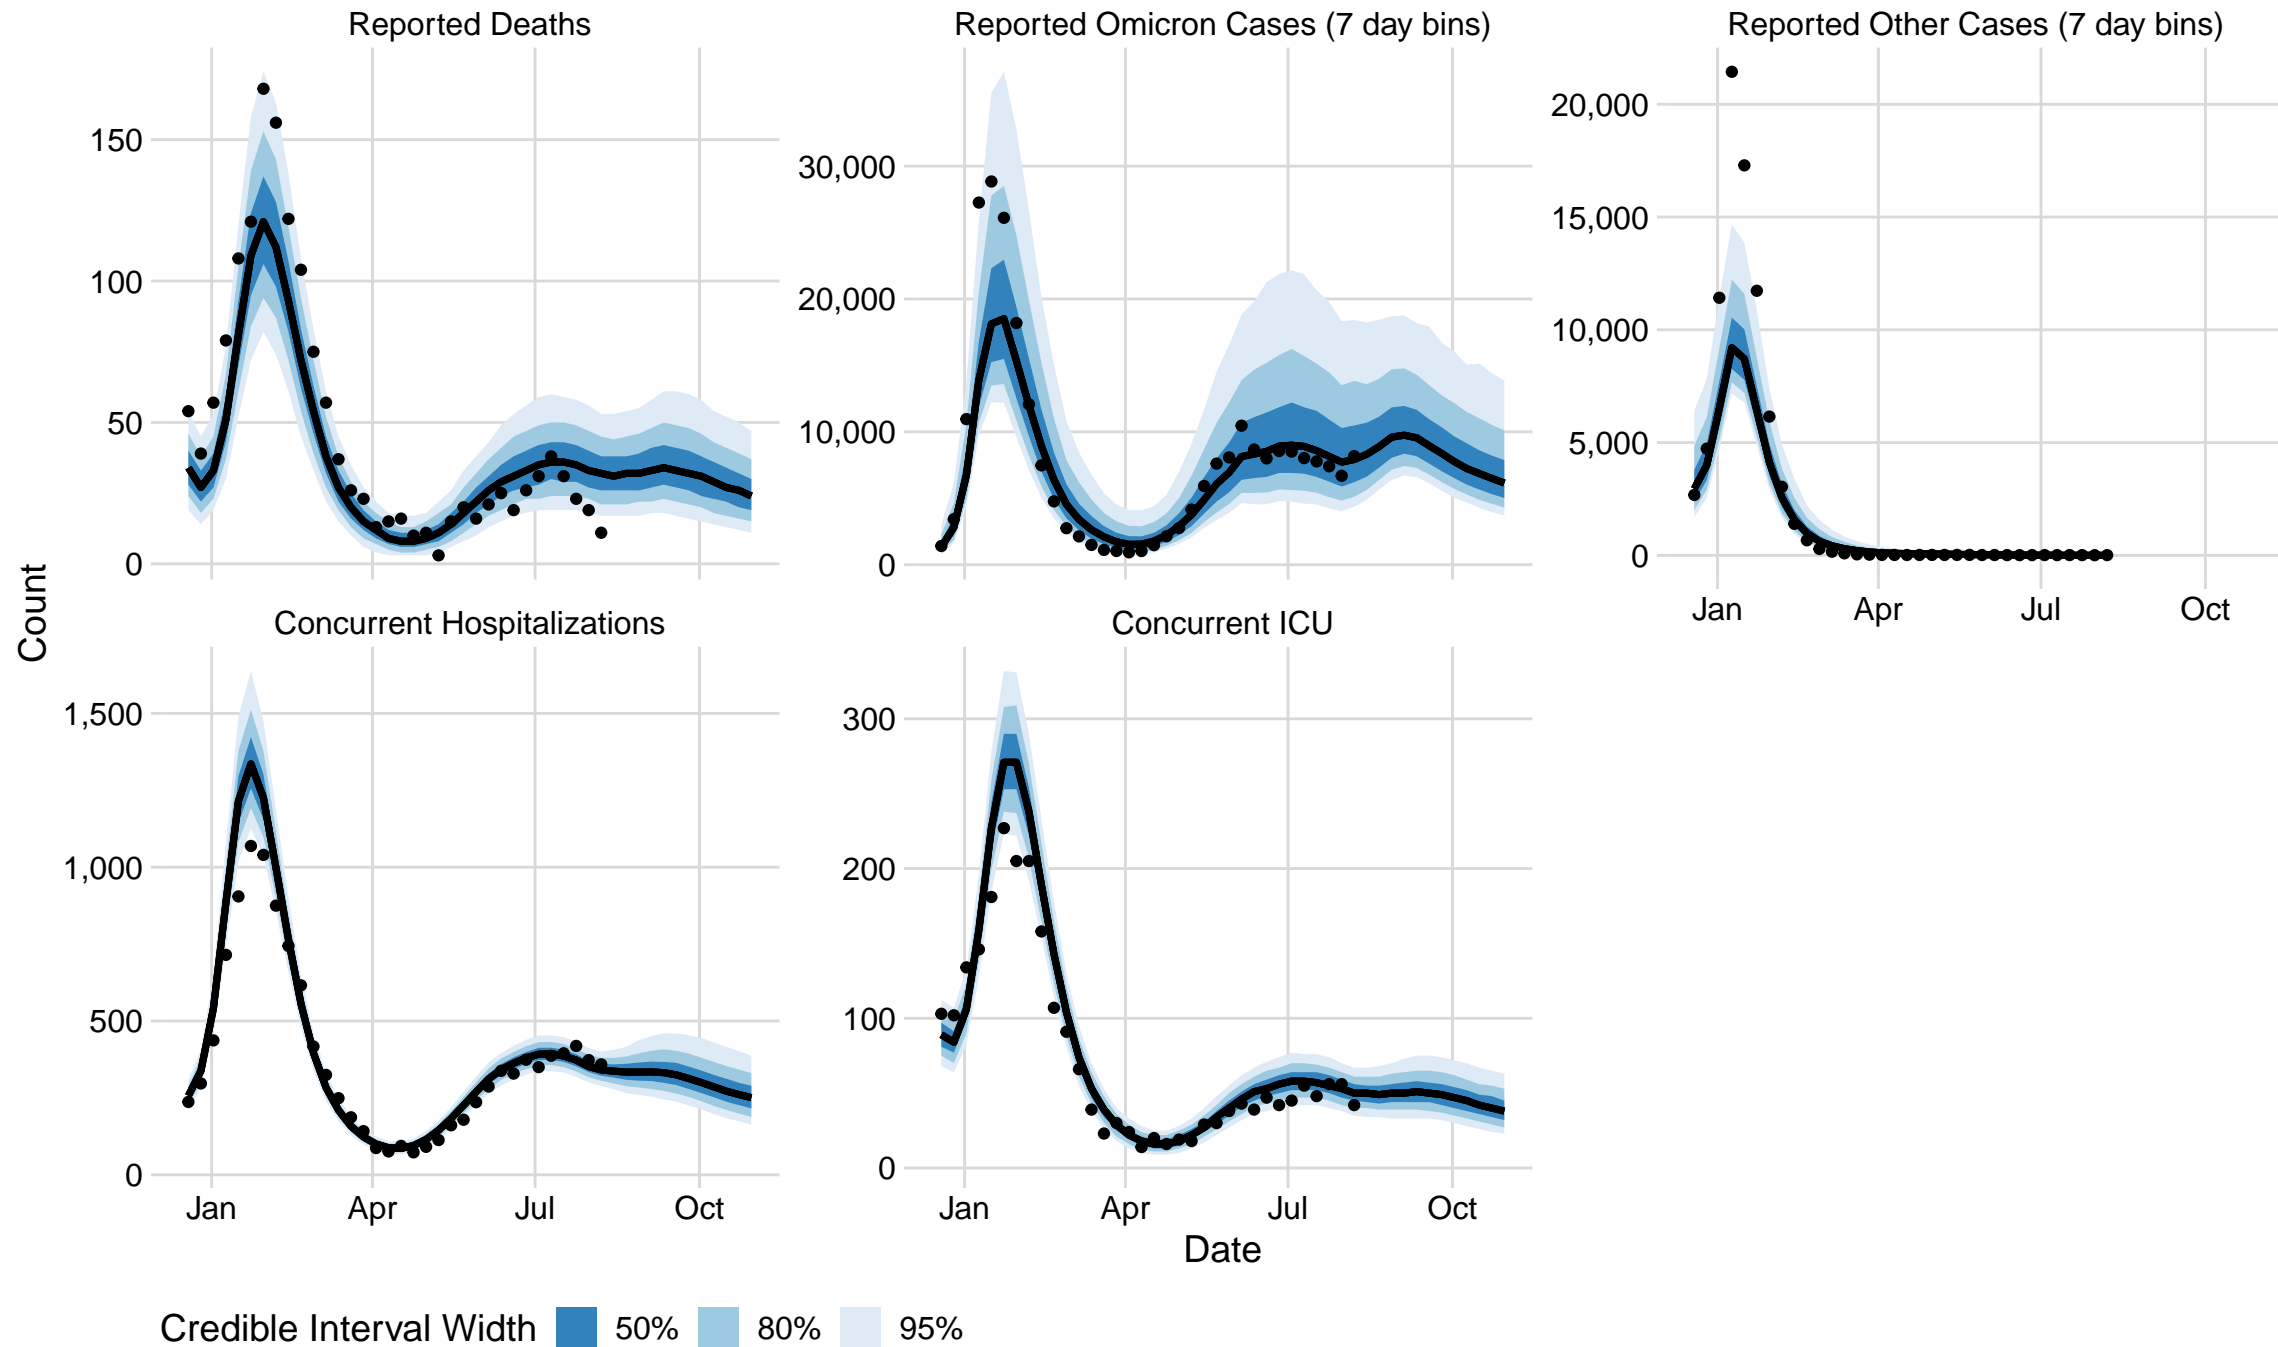 Reported Deaths
Reported Omicron Cases (7 day bins)
Reported Other Cases (7 day bins)
150
100
50
0
30,000
20,000
10,000
0
20,000
15,000
10,000
5,000
0
Jan Apr Jul Oct
Count
Concurrent Hospitalizations
Concurrent ICU
1,500
1,000
500
0
Jan Apr Jul Oct
300
200
100
0
Jan Apr Jul Oct
Date
Credible Interval Width 50% 80% 95%